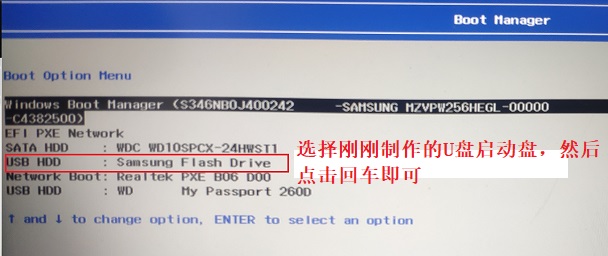 Boot Manager
Boot Option Menu
Windows Boot Manager (S346NB0J400242 -SAMSUNG MZVPW256HEGL-00000
-C4382500)
EFI PXE Network
SATA HDD : WDC WD10SPCX-24HWST1
USB HDD : Samsung Flash Drive
选择刚刚制作的U盘启动盘，然后
点击回车即可
Network Boot: Realtek PXE B06 D00
USB HDD : WD My Passport 260D
↑ and ↓ to change option, ENTER to select an option